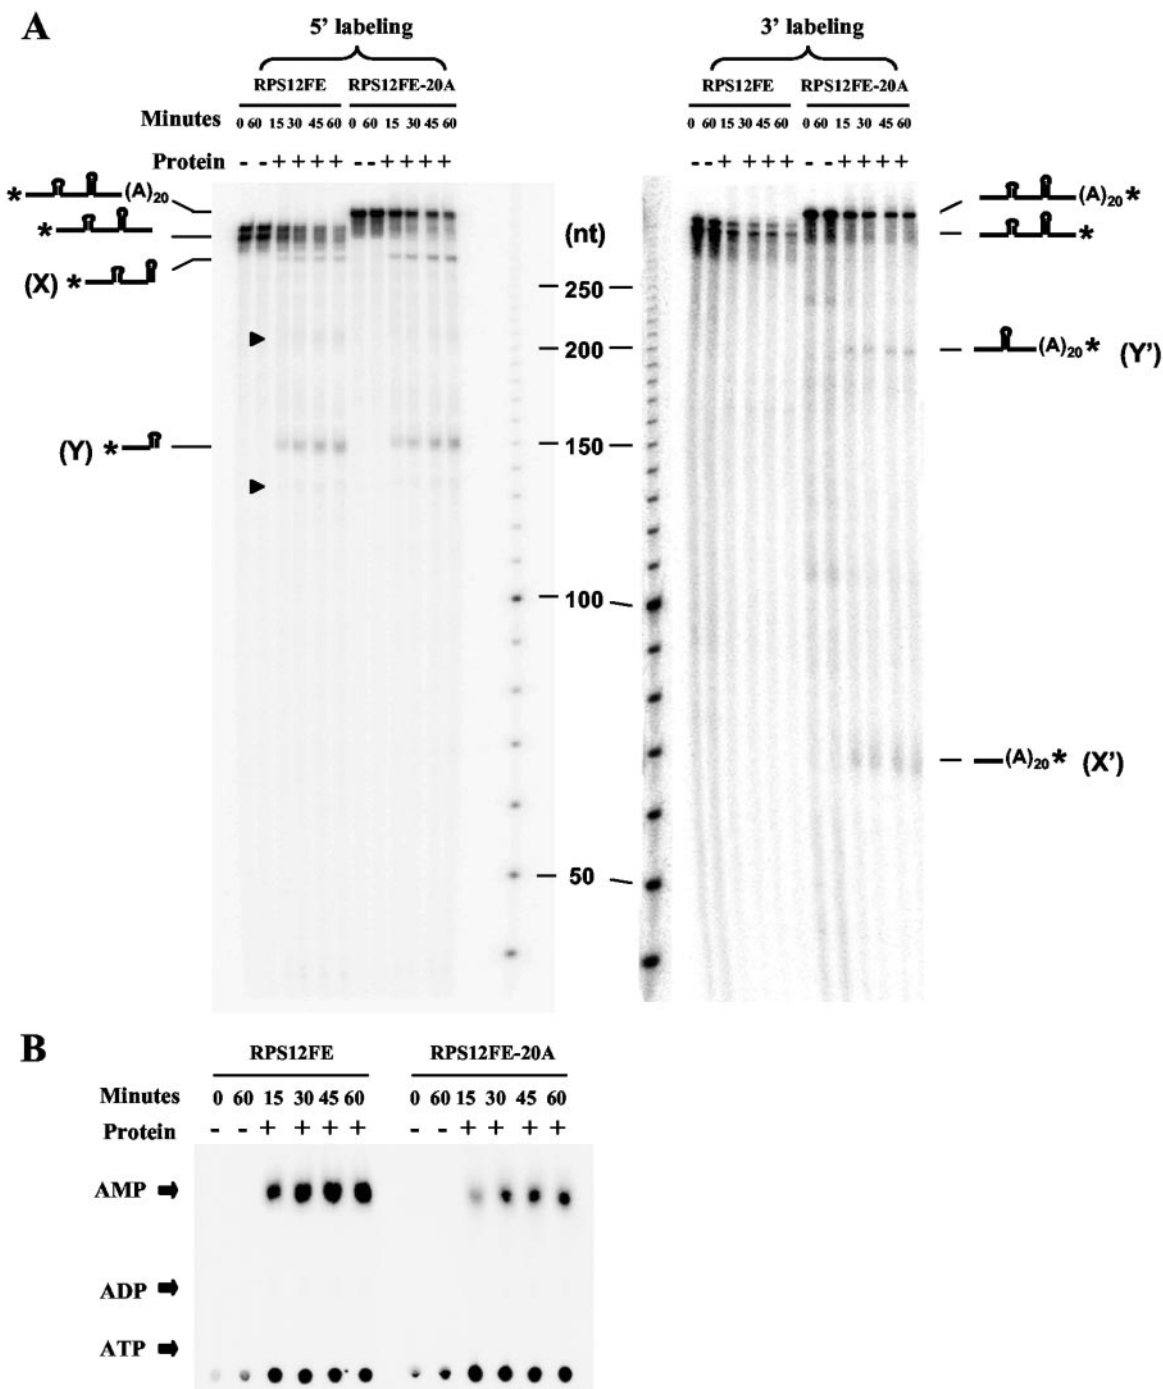 A
5' labeling
3' labeling
RPS12FE RPS12FE-20A
RPS12FE RPS12FE-20A
Minutes 0 60 15 30 45 60 0 60 15 30 45 60
0 60 15 30 45 60 0 60 15 30 45 60
Protein - - + + + + - - + + + +
- - + + + + - - + + + +
* (A)20
*
(X) *
(Y) *
(nt)
250
200
150
100
50
(A)20 *
*
(A)20 * (Y')
(A)20 * (X')
B
RPS12FE RPS12FE-20A
Minutes 0 60 15 30 45 60 0 60 15 30 45 60
Protein - - + + + + - - + + + +
AMP
ADP
ATP